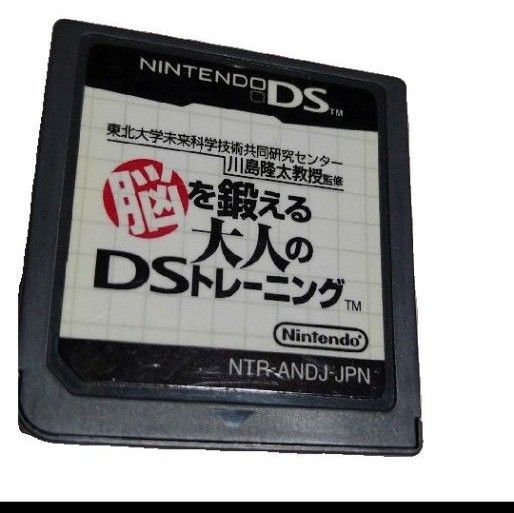 NINTENDO DS™
東北大学未来科学技術共同研究センター
川島隆太教授監修
脳を鍛える
大人の
DSトレーニング™
Nintendo®
NTR-ANDJ-JPN